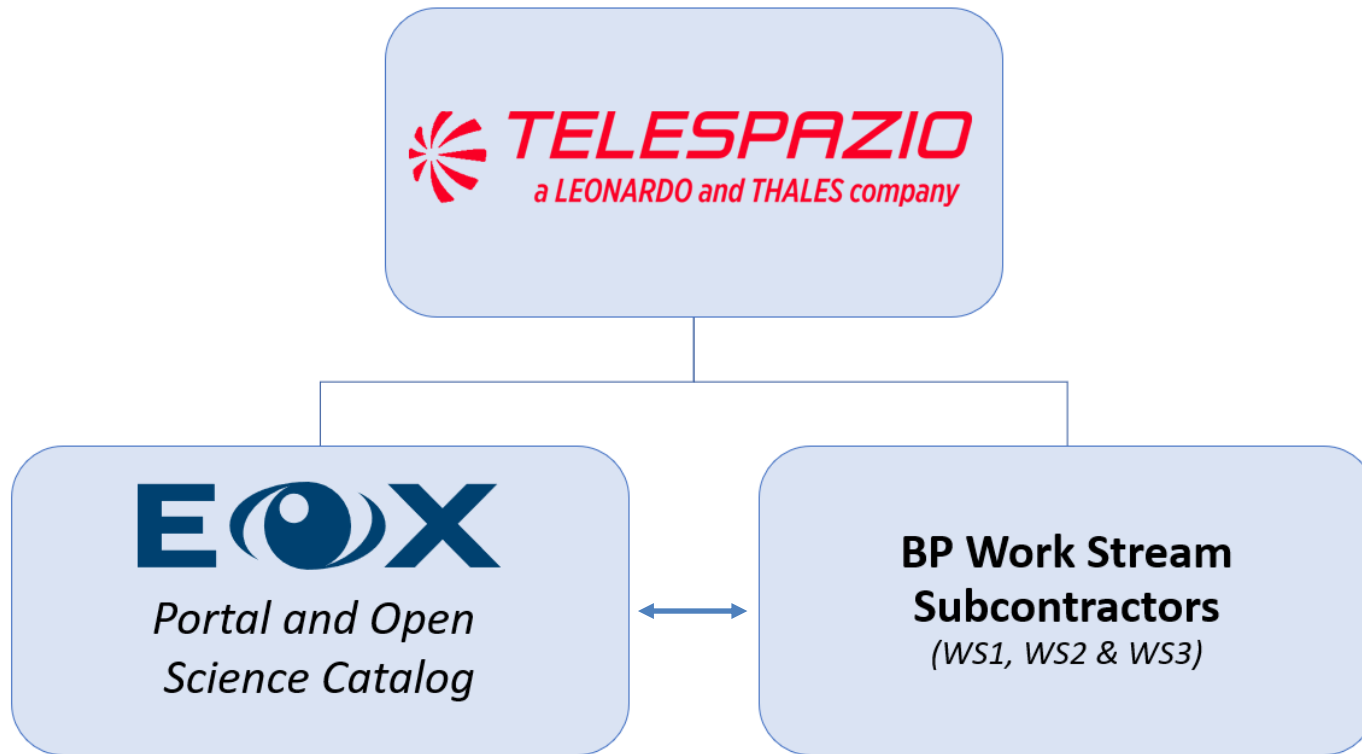 TELESPAZIO
a LEONARDO and THALES company
EOX
Portal and Open
Science Catalog
BP Work Stream
Subcontractors
(WS1, WS2 & WS3)